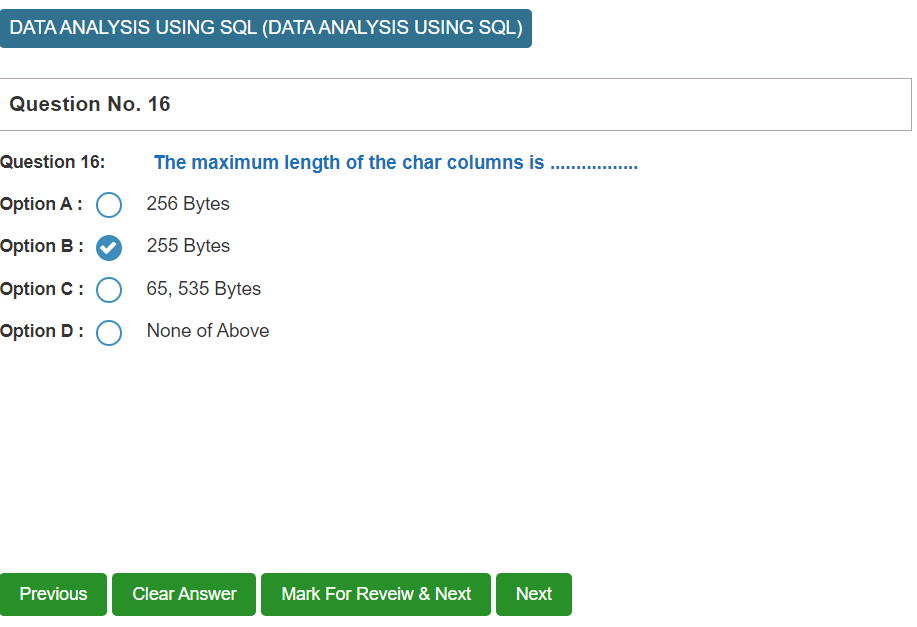 DATA ANALYSIS USING SQL (DATA ANALYSIS USING SQL)
Question No. 16
Question 16: The maximum length of the char columns is .................
Option A : 256 Bytes
Option B : 255 Bytes
Option C : 65, 535 Bytes
Option D : None of Above
Previous Clear Answer Mark For Reveiw & Next Next